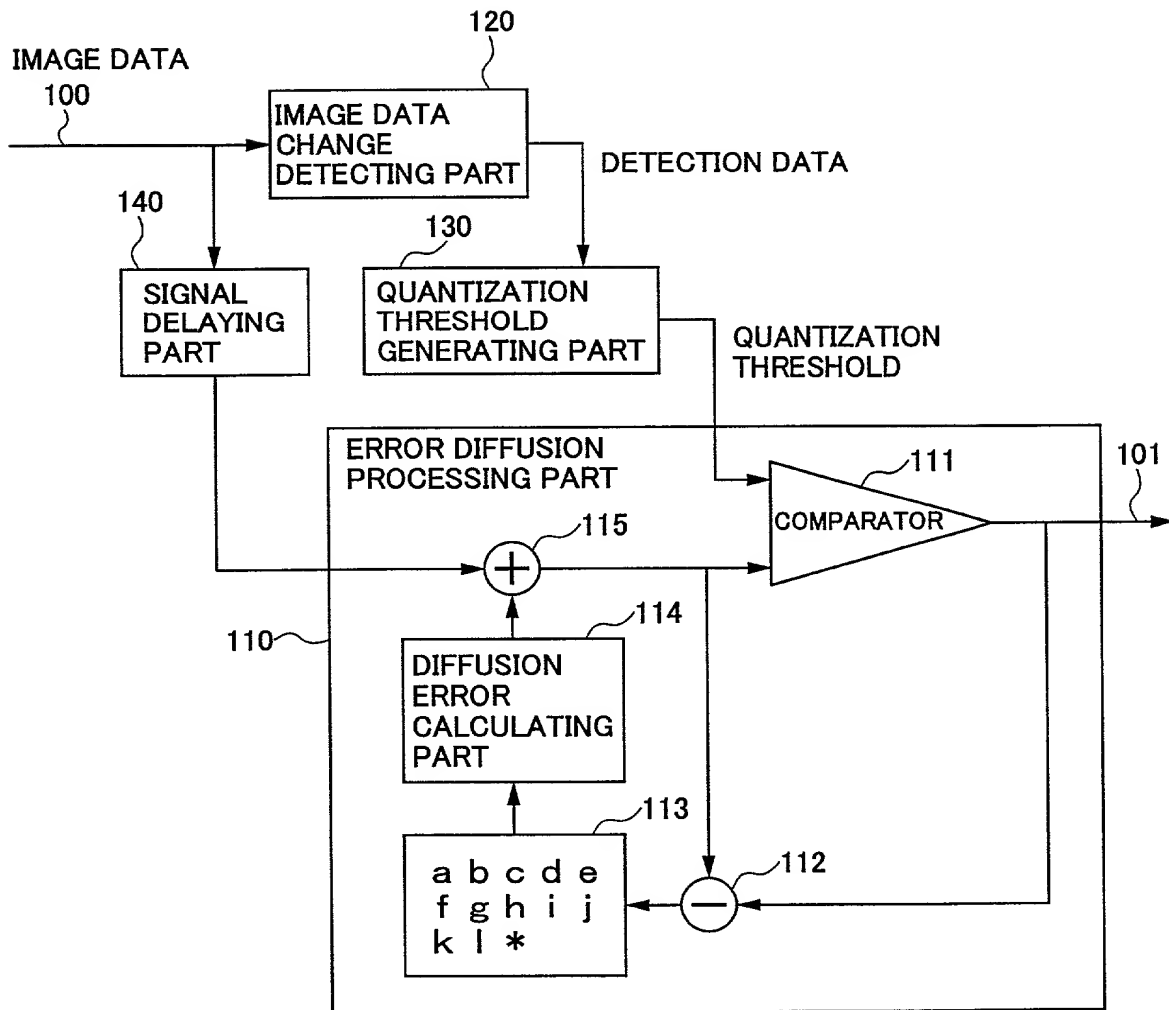 120
IMAGE DATA
100
IMAGE DATA
CHANGE
DETECTING PART
DETECTION DATA
140
130
SIGNAL
DELAYING
PART
QUANTIZATION
THRESHOLD
GENERATING PART
QUANTIZATION
THRESHOLD
ERROR DIFFUSION
PROCESSING PART
111
101
COMPARATOR
115
+
110
114
DIFFUSION
ERROR
CALCULATING
PART
113
a b c d e
f g h i j
k l *
112
−